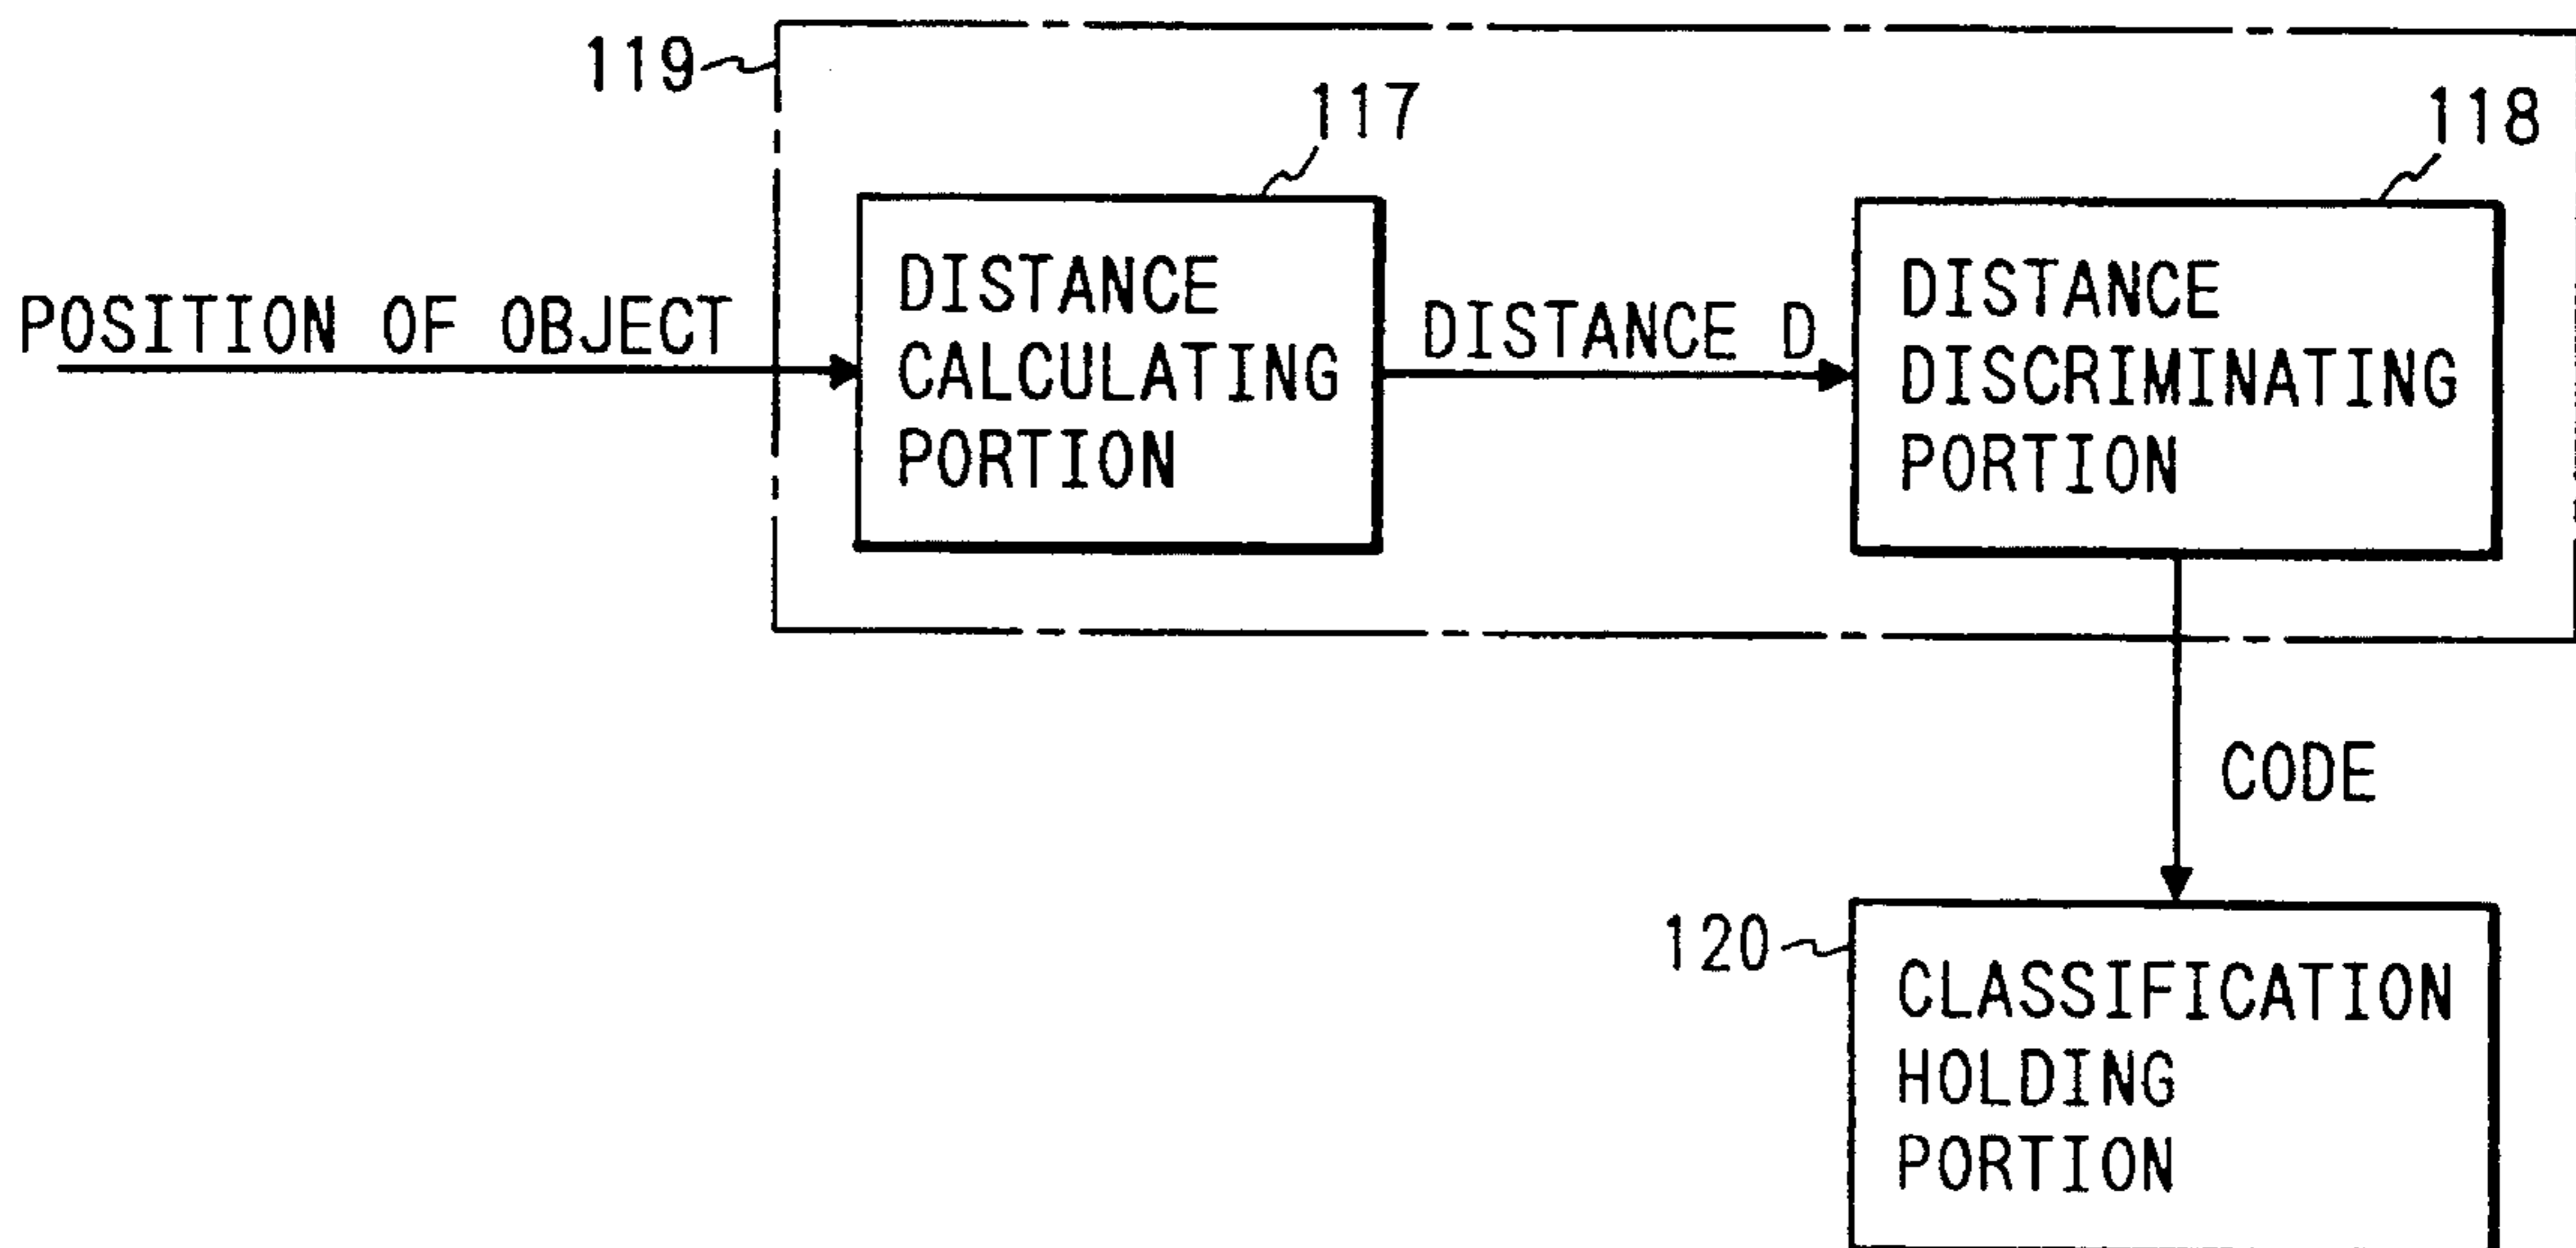 119
117
118
POSITION OF OBJECT
DISTANCE
CALCULATING
PORTION
DISTANCE D
DISTANCE
DISCRIMINATING
PORTION
CODE
120
CLASSIFICATION
HOLDING
PORTION